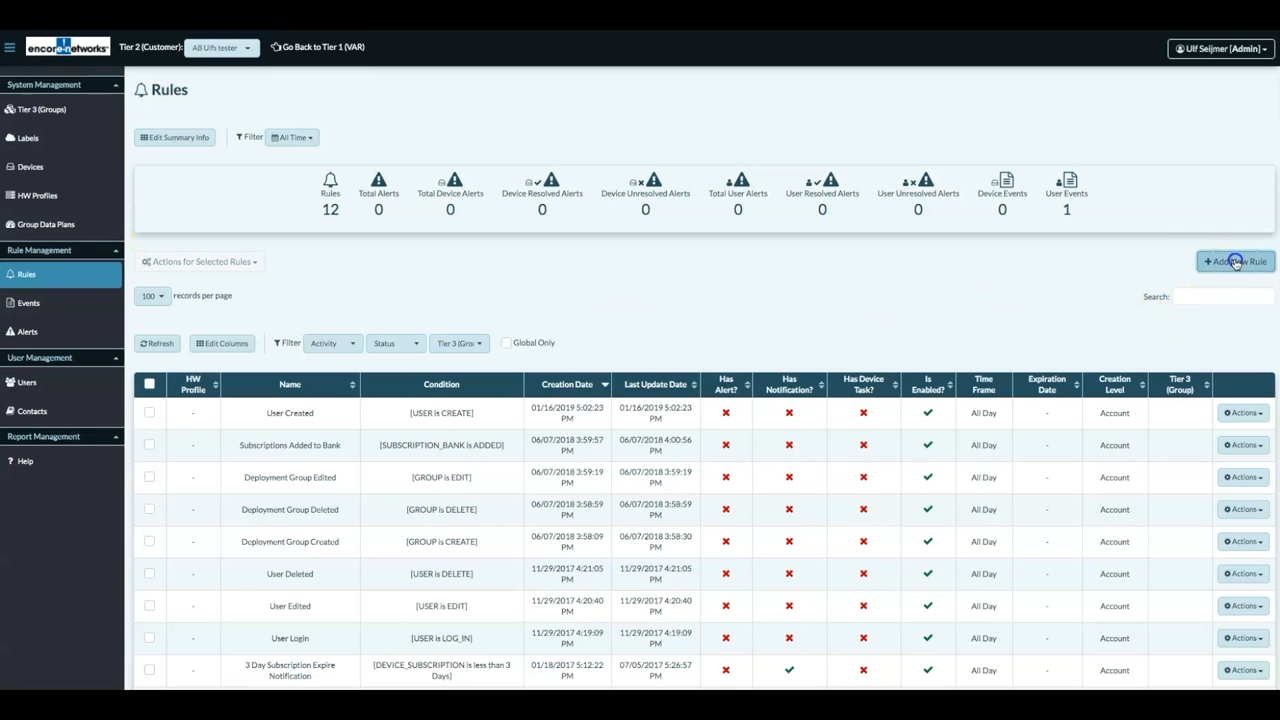 encore networks™ Tier 2 (Customer): AB Ulfs tester Go Back to Tier 1 (VAR) Ulf Seijmer [Admin]
System Management
Tier 3 (Groups)
Labels
Devices
HW Profiles
Group Data Plans
Rule Management
Rules
Events
Alerts
User Management
Users
Contacts
Report Management
Help
Rules
Edit Summary Info Filter All Time
Rules Total Alerts Total Device Alerts Device Resolved Alerts Device Unresolved Alerts Total User Alerts User Resolved Alerts User Unresolved Alerts Device Events User Events
12 0 0 0 0 0 0 0 0 1
Actions for Selected Rules + Add New Rule
100 records per page Search:
Refresh Edit Columns Filter Activity Status Tier 3 (Gro Global Only
HW Profile Name Condition Creation Date Last Update Date Has Alert? Has Notification? Has Device Task? Is Enabled? Time Frame Expiration Date Creation Level Tier 3 (Group)
- User Created [USER is CREATE] 01/16/2019 5:02:23 PM 01/16/2019 5:02:23 PM All Day - Account Actions
- Subscriptions Added to Bank [SUBSCRIPTION_BANK is ADDED] 06/07/2018 3:59:57 PM 06/07/2018 4:00:56 PM All Day - Account Actions
- Deployment Group Edited [GROUP is EDIT] 06/07/2018 3:59:19 PM 06/07/2018 3:59:19 PM All Day - Account Actions
- Deployment Group Deleted [GROUP is DELETE] 06/07/2018 3:58:59 PM 06/07/2018 3:58:59 PM All Day - Account Actions
- Deployment Group Created [GROUP is CREATE] 06/07/2018 3:58:09 PM 06/07/2018 3:58:30 PM All Day - Account Actions
- User Deleted [USER is DELETE] 11/29/2017 4:21:05 PM 11/29/2017 4:21:05 PM All Day - Account Actions
- User Edited [USER is EDIT] 11/29/2017 4:20:40 PM 11/29/2017 4:20:40 PM All Day - Account Actions
- User Login [USER is LOG_IN] 11/29/2017 4:19:09 PM 11/29/2017 4:19:09 PM All Day - Account Actions
- 3 Day Subscription Expire Notification [DEVICE_SUBSCRIPTION is less than 3 Days] 01/18/2017 5:12:22 PM 07/05/2017 5:26:57 PM All Day - Account Actions